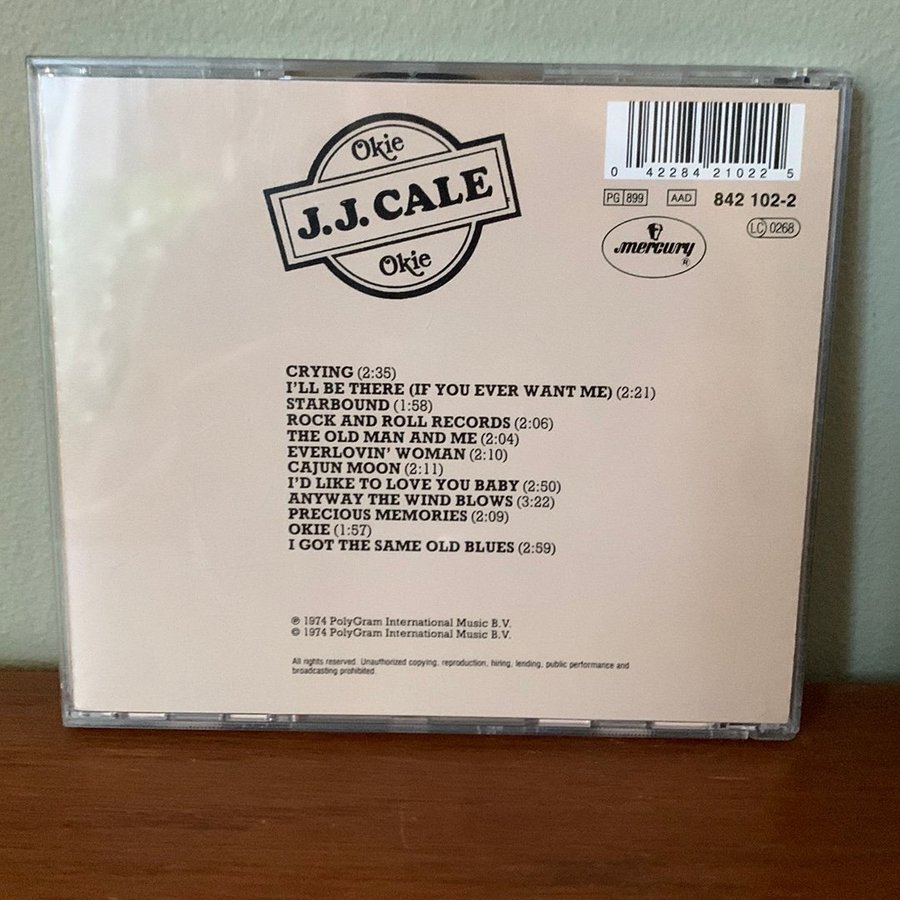 Okie
J.J. CALE
Okie
0 42284 21022 5
PG 899 AAD 842 102-2
mercury ®
LC 0268
CRYING (2:35)
I'LL BE THERE (IF YOU EVER WANT ME) (2:21)
STARBOUND (1:58)
ROCK AND ROLL RECORDS (2:06)
THE OLD MAN AND ME (2:04)
EVERLOVIN' WOMAN (2:10)
CAJUN MOON (2:11)
I'D LIKE TO LOVE YOU BABY (2:50)
ANYWAY THE WIND BLOWS (3:22)
PRECIOUS MEMORIES (2:09)
OKIE (1:57)
I GOT THE SAME OLD BLUES (2:59)
℗ 1974 PolyGram International Music B.V.
© 1974 PolyGram International Music B.V.
All rights reserved. Unauthorized copying, reproduction, hiring, lending, public performance and
broadcasting prohibited.